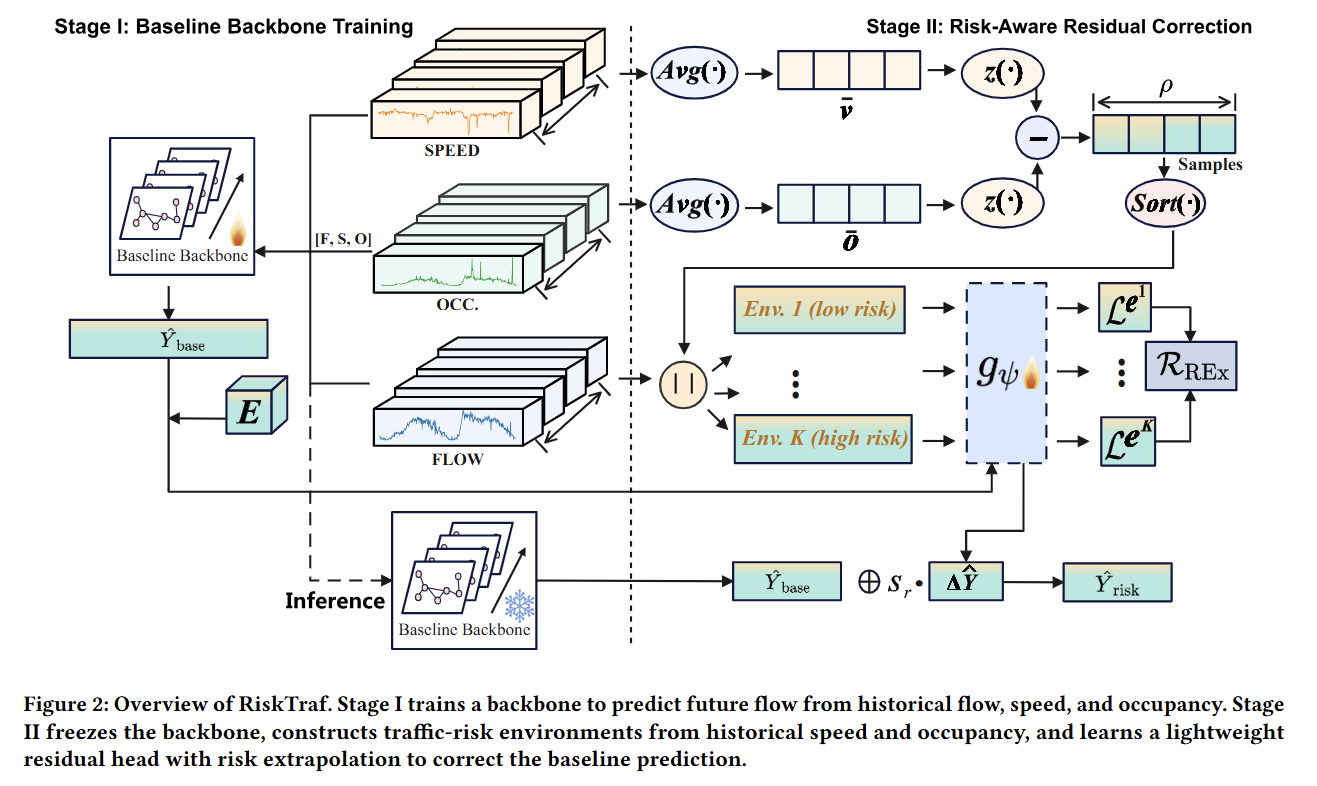 Stage I: Baseline Backbone Training
Stage II: Risk-Aware Residual Correction
SPEED
Avg(·)
v̄
z(·)
−
ρ
Samples
Sort(·)
Baseline Backbone
[F, S, O]
OCC.
Avg(·)
ō
z(·)
Ŷbase
E
FLOW
||
Env. 1 (low risk)
⋮
Env. K (high risk)
gψ
ℒe¹
⋮
ℒeᴷ
ℛREx
Inference
Baseline Backbone
Ŷbase
⊕ Sr •
ΔŶ
Ŷrisk
Figure 2: Overview of RiskTraf. Stage I trains a backbone to predict future flow from historical flow, speed, and occupancy. Stage
II freezes the backbone, constructs traffic-risk environments from historical speed and occupancy, and learns a lightweight
residual head with risk extrapolation to correct the baseline prediction.